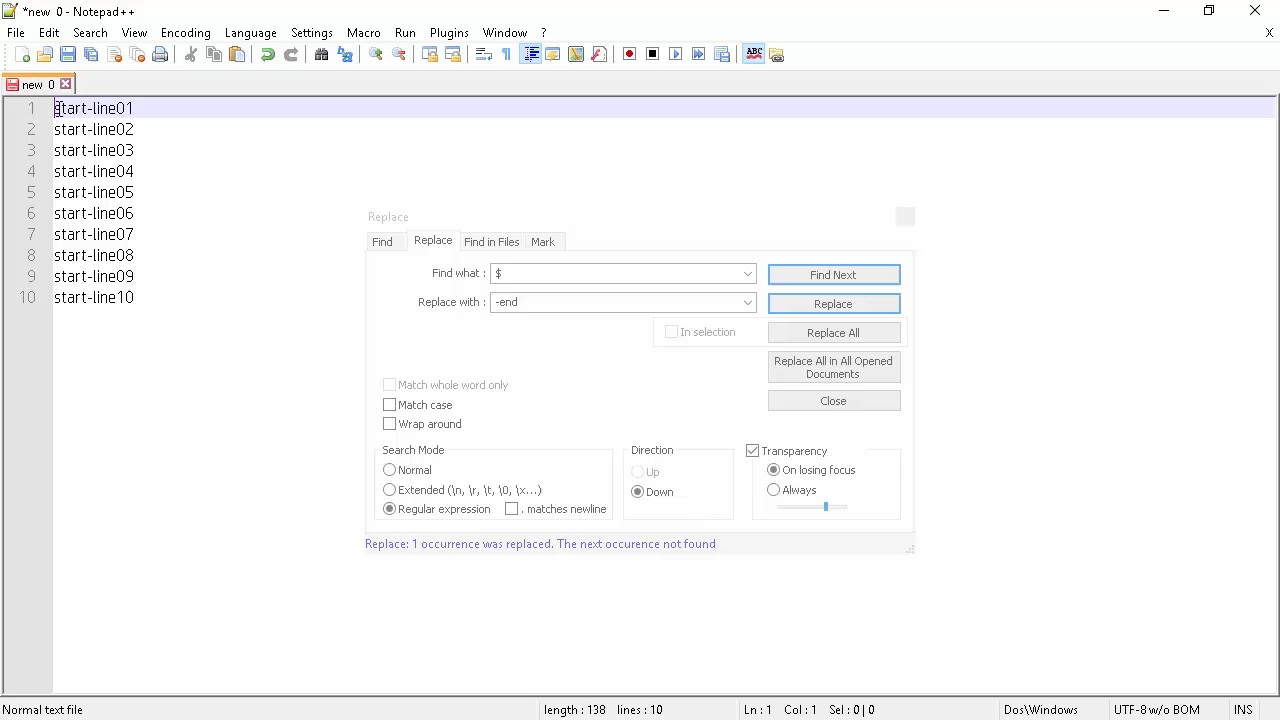 *new  0 - Notepad++
File Edit Search View Encoding Language Settings Macro Run Plugins Window ? X
ABC
new 0
1 start-line01
2 start-line02
3 start-line03
4 start-line04
5 start-line05
6 start-line06
7 start-line07
8 start-line08
9 start-line09
10 start-line10
Replace
Find Replace Find in Files Mark
Find what : $ Find Next
Replace with : -end Replace
In selection Replace All
Replace All in All Opened
Documents
Match whole word only
Match case Close
Wrap around
Search Mode Direction Transparency
Normal Up On losing focus
Extended (\n, \r, \t, \0, \x...) Down Always
Regular expression . matches newline
Replace: 1 occurrence was replaced. The next occurence not found
Normal text file length : 138 lines : 10 Ln : 1 Col : 1 Sel : 0 | 0 Dos\Windows UTF-8 w/o BOM INS